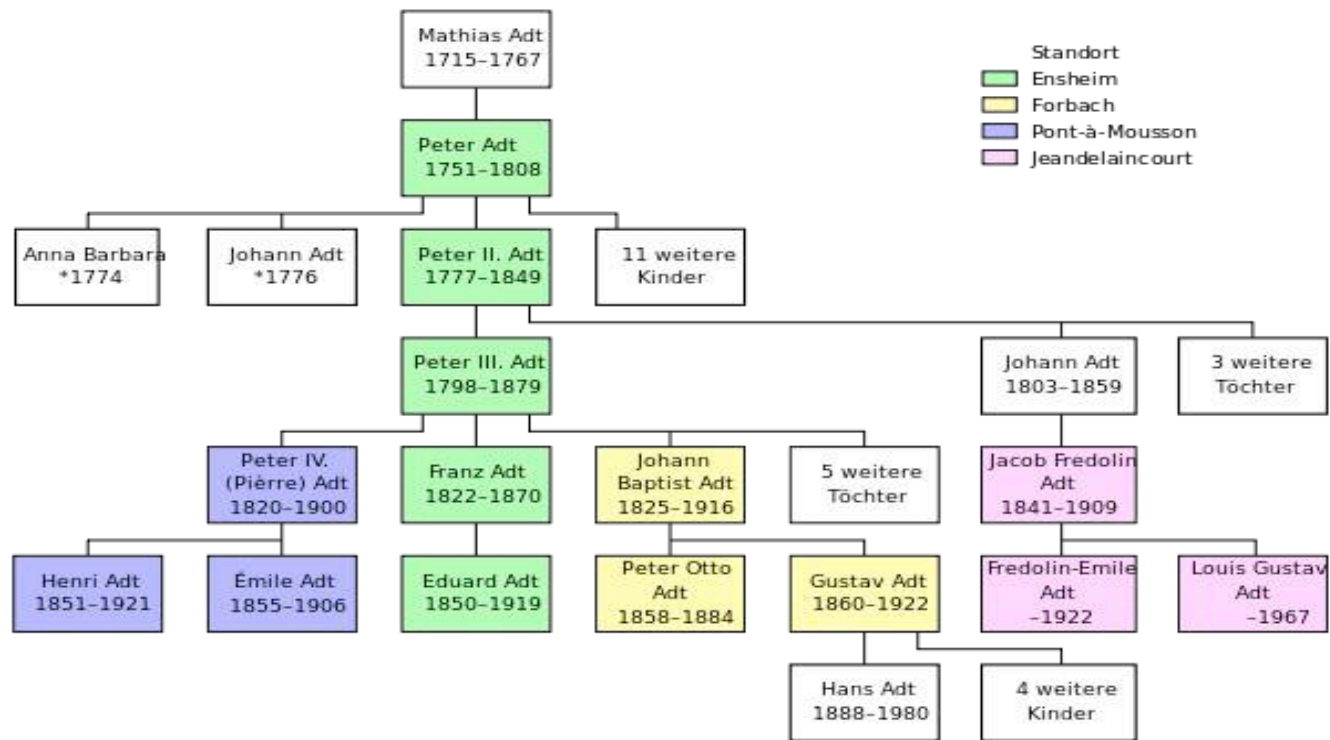 Mathias Adt
1715–1767
Standort
Ensheim
Forbach
Pont-à-Mousson
Jeandelaincourt
Peter Adt
1751–1808
Anna Barbara
*1774
Johann Adt
*1776
Peter II. Adt
1777–1849
11 weitere
Kinder
Peter III. Adt
1798–1879
Johann Adt
1803–1859
3 weitere
Töchter
Peter IV.
(Pièrre) Adt
1820–1900
Franz Adt
1822–1870
Johann
Baptist Adt
1825–1916
5 weitere
Töchter
Jacob Fredolin
Adt
1841–1909
Henri Adt
1851–1921
Émile Adt
1855–1906
Eduard Adt
1850–1919
Peter Otto
Adt
1858–1884
Gustav Adt
1860–1922
Fredolin-Emile
Adt
–1922
Louis Gustav
Adt
–1967
Hans Adt
1888–1980
4 weitere
Kinder